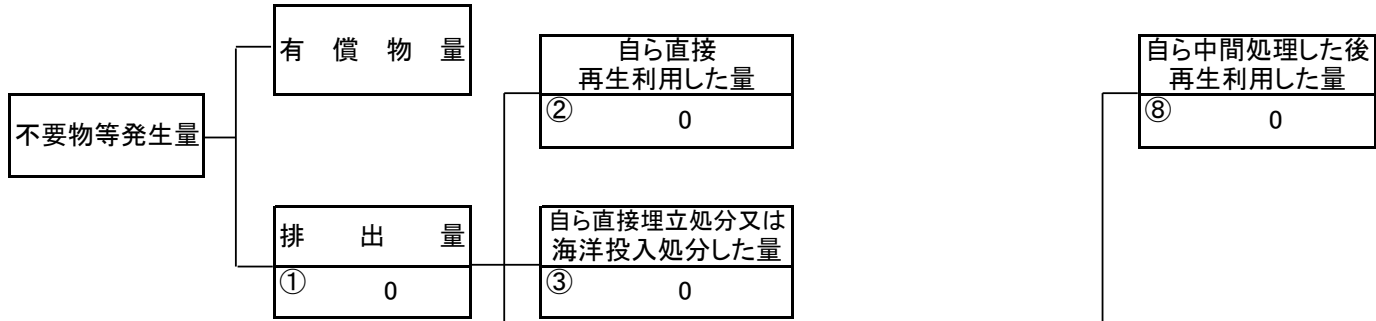 有償物量
自ら直接
再生利用した量
② 0
自ら中間処理した後
再生利用した量
⑧ 0
不要物等発生量
排出量
① 0
自ら直接埋立処分又は
海洋投入処分した量
③ 0